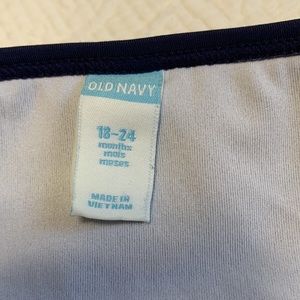 OLD NAVY
18-24
months
mois
meses
MADE IN
VIETNAM